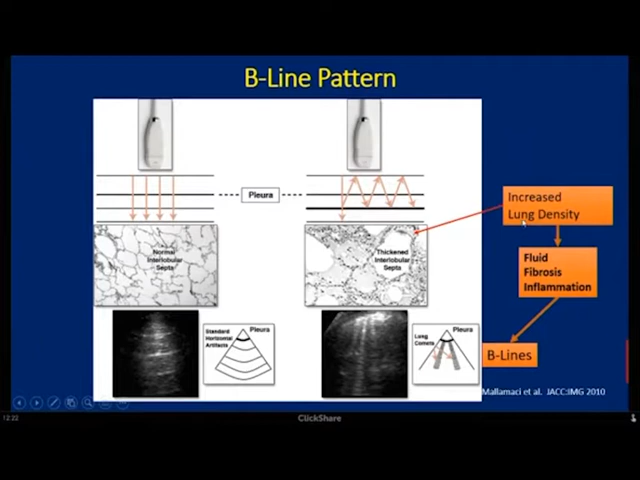 B-Line Pattern
Pleura
Normal
Interlobular
Septa
Thickened
Interlobular
Septa
Standard
Horizontal
Artifacts
Pleura
Lung
Comets
Pleura
Increased
Lung Density
Fluid
Fibrosis
Inflammation
B-Lines
Mallamaci et al. JACC:IMG 2010
12:22
ClickShare